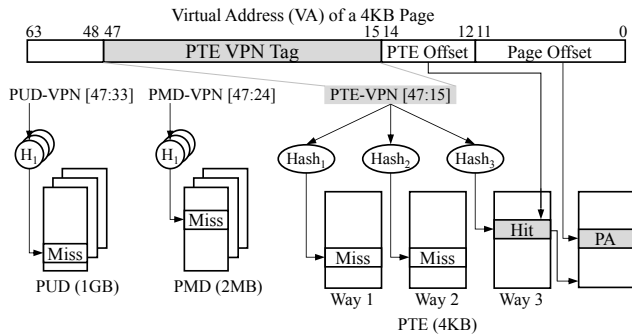 Virtual Address (VA) of a 4KB Page
63 48 47 15 14 12 11 0
PTE VPN Tag PTE Offset Page Offset
PUD-VPN [47:33] PMD-VPN [47:24] PTE-VPN [47:15]
H1 H1 Hash1 Hash2 Hash3
Miss Hit PA
Miss Miss Miss
PUD (1GB) PMD (2MB) Way 1 Way 2 Way 3
PTE (4KB)